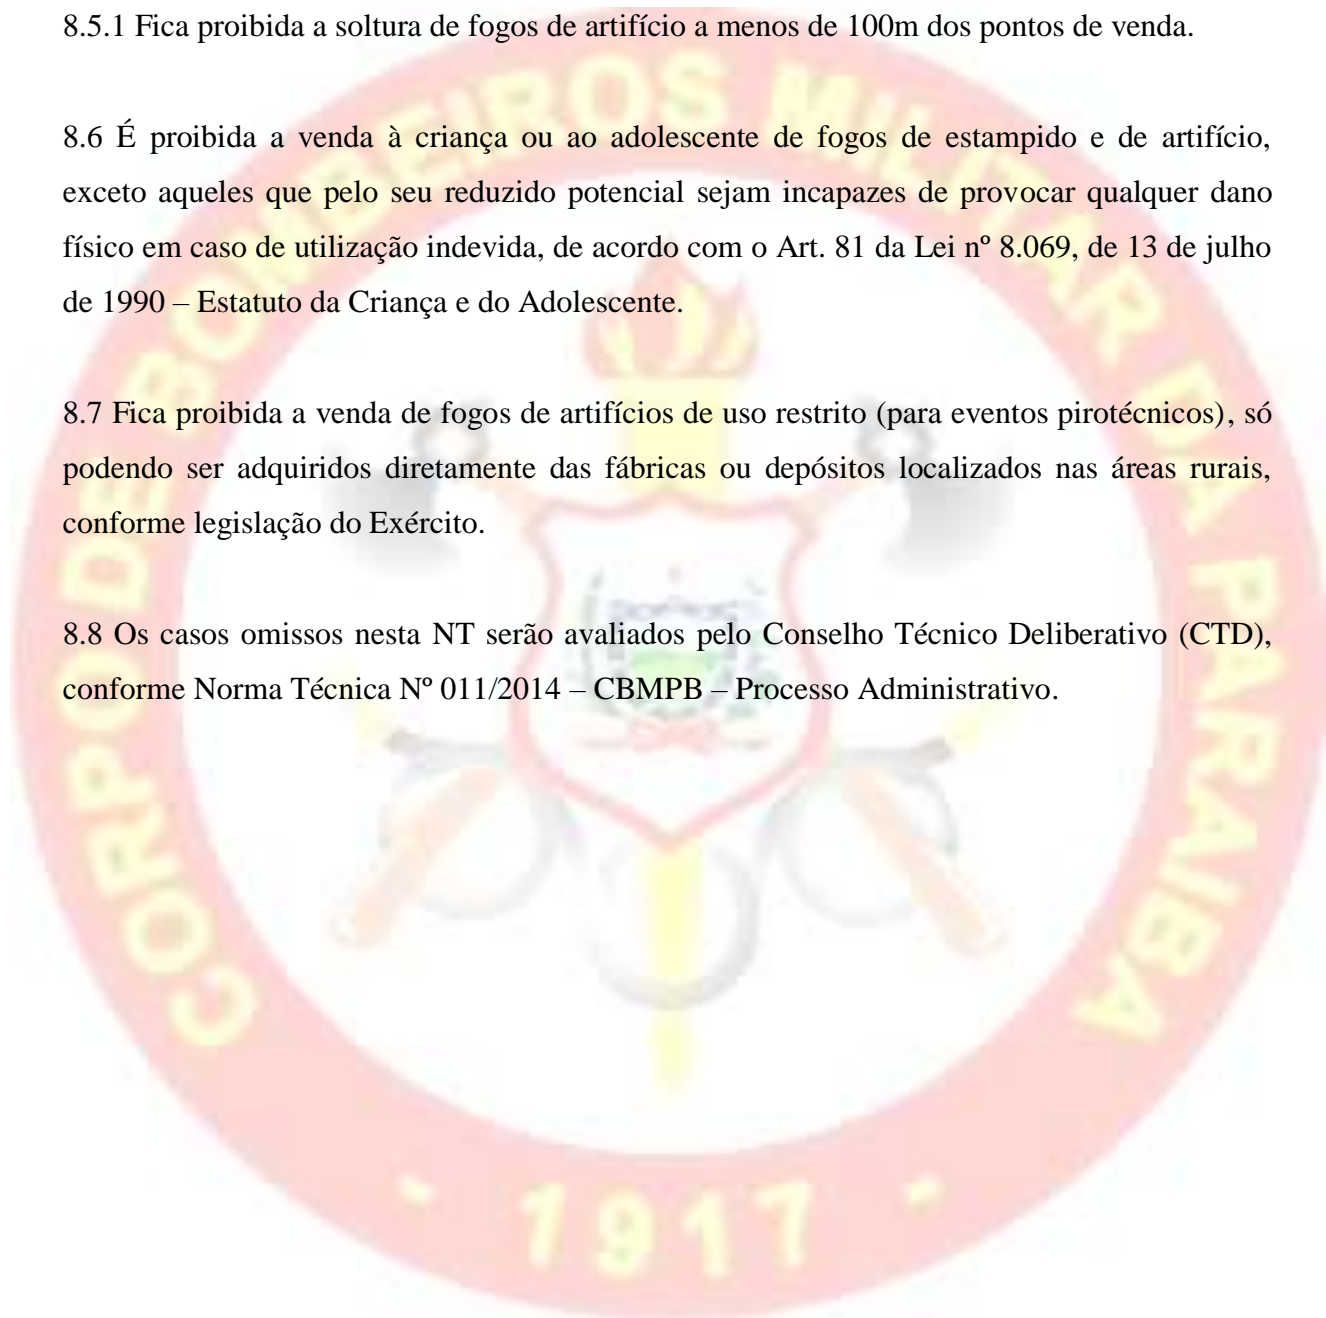 8.5.1 Fica proibida a soltura de fogos de artifício a menos de 100m dos pontos de venda.
8.6 É proibida a venda à criança ou ao adolescente de fogos de estampido e de artifício,
exceto aqueles que pelo seu reduzido potencial sejam incapazes de provocar qualquer dano
físico em caso de utilização indevida, de acordo com o Art. 81 da Lei nº 8.069, de 13 de julho
de 1990 – Estatuto da Criança e do Adolescente.
8.7 Fica proibida a venda de fogos de artifícios de uso restrito (para eventos pirotécnicos), só
podendo ser adquiridos diretamente das fábricas ou depósitos localizados nas áreas rurais,
conforme legislação do Exército.
8.8 Os casos omissos nesta NT serão avaliados pelo Conselho Técnico Deliberativo (CTD),
conforme Norma Técnica Nº 011/2014 – CBMPB – Processo Administrativo.
CORPO DE BOMBEIROS MILITAR DA PARAIBA
- 1917 -